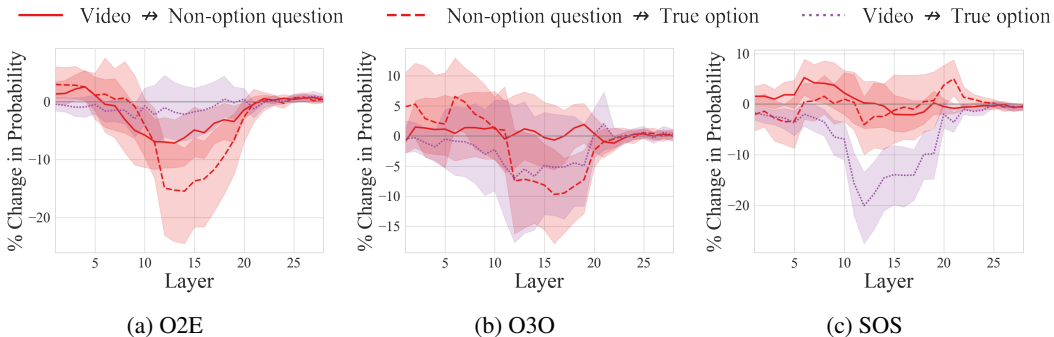 Video ↛ Non-option question Non-option question ↛ True option Video ↛ True option
% Change in Probability
0
−10
−20
5 10 15 20 25
Layer
(a) O2E
% Change in Probability
10
5
0
−5
−10
−15
5 10 15 20 25
Layer
(b) O3O
% Change in Probability
10
0
−10
−20
5 10 15 20 25
Layer
(c) SOS